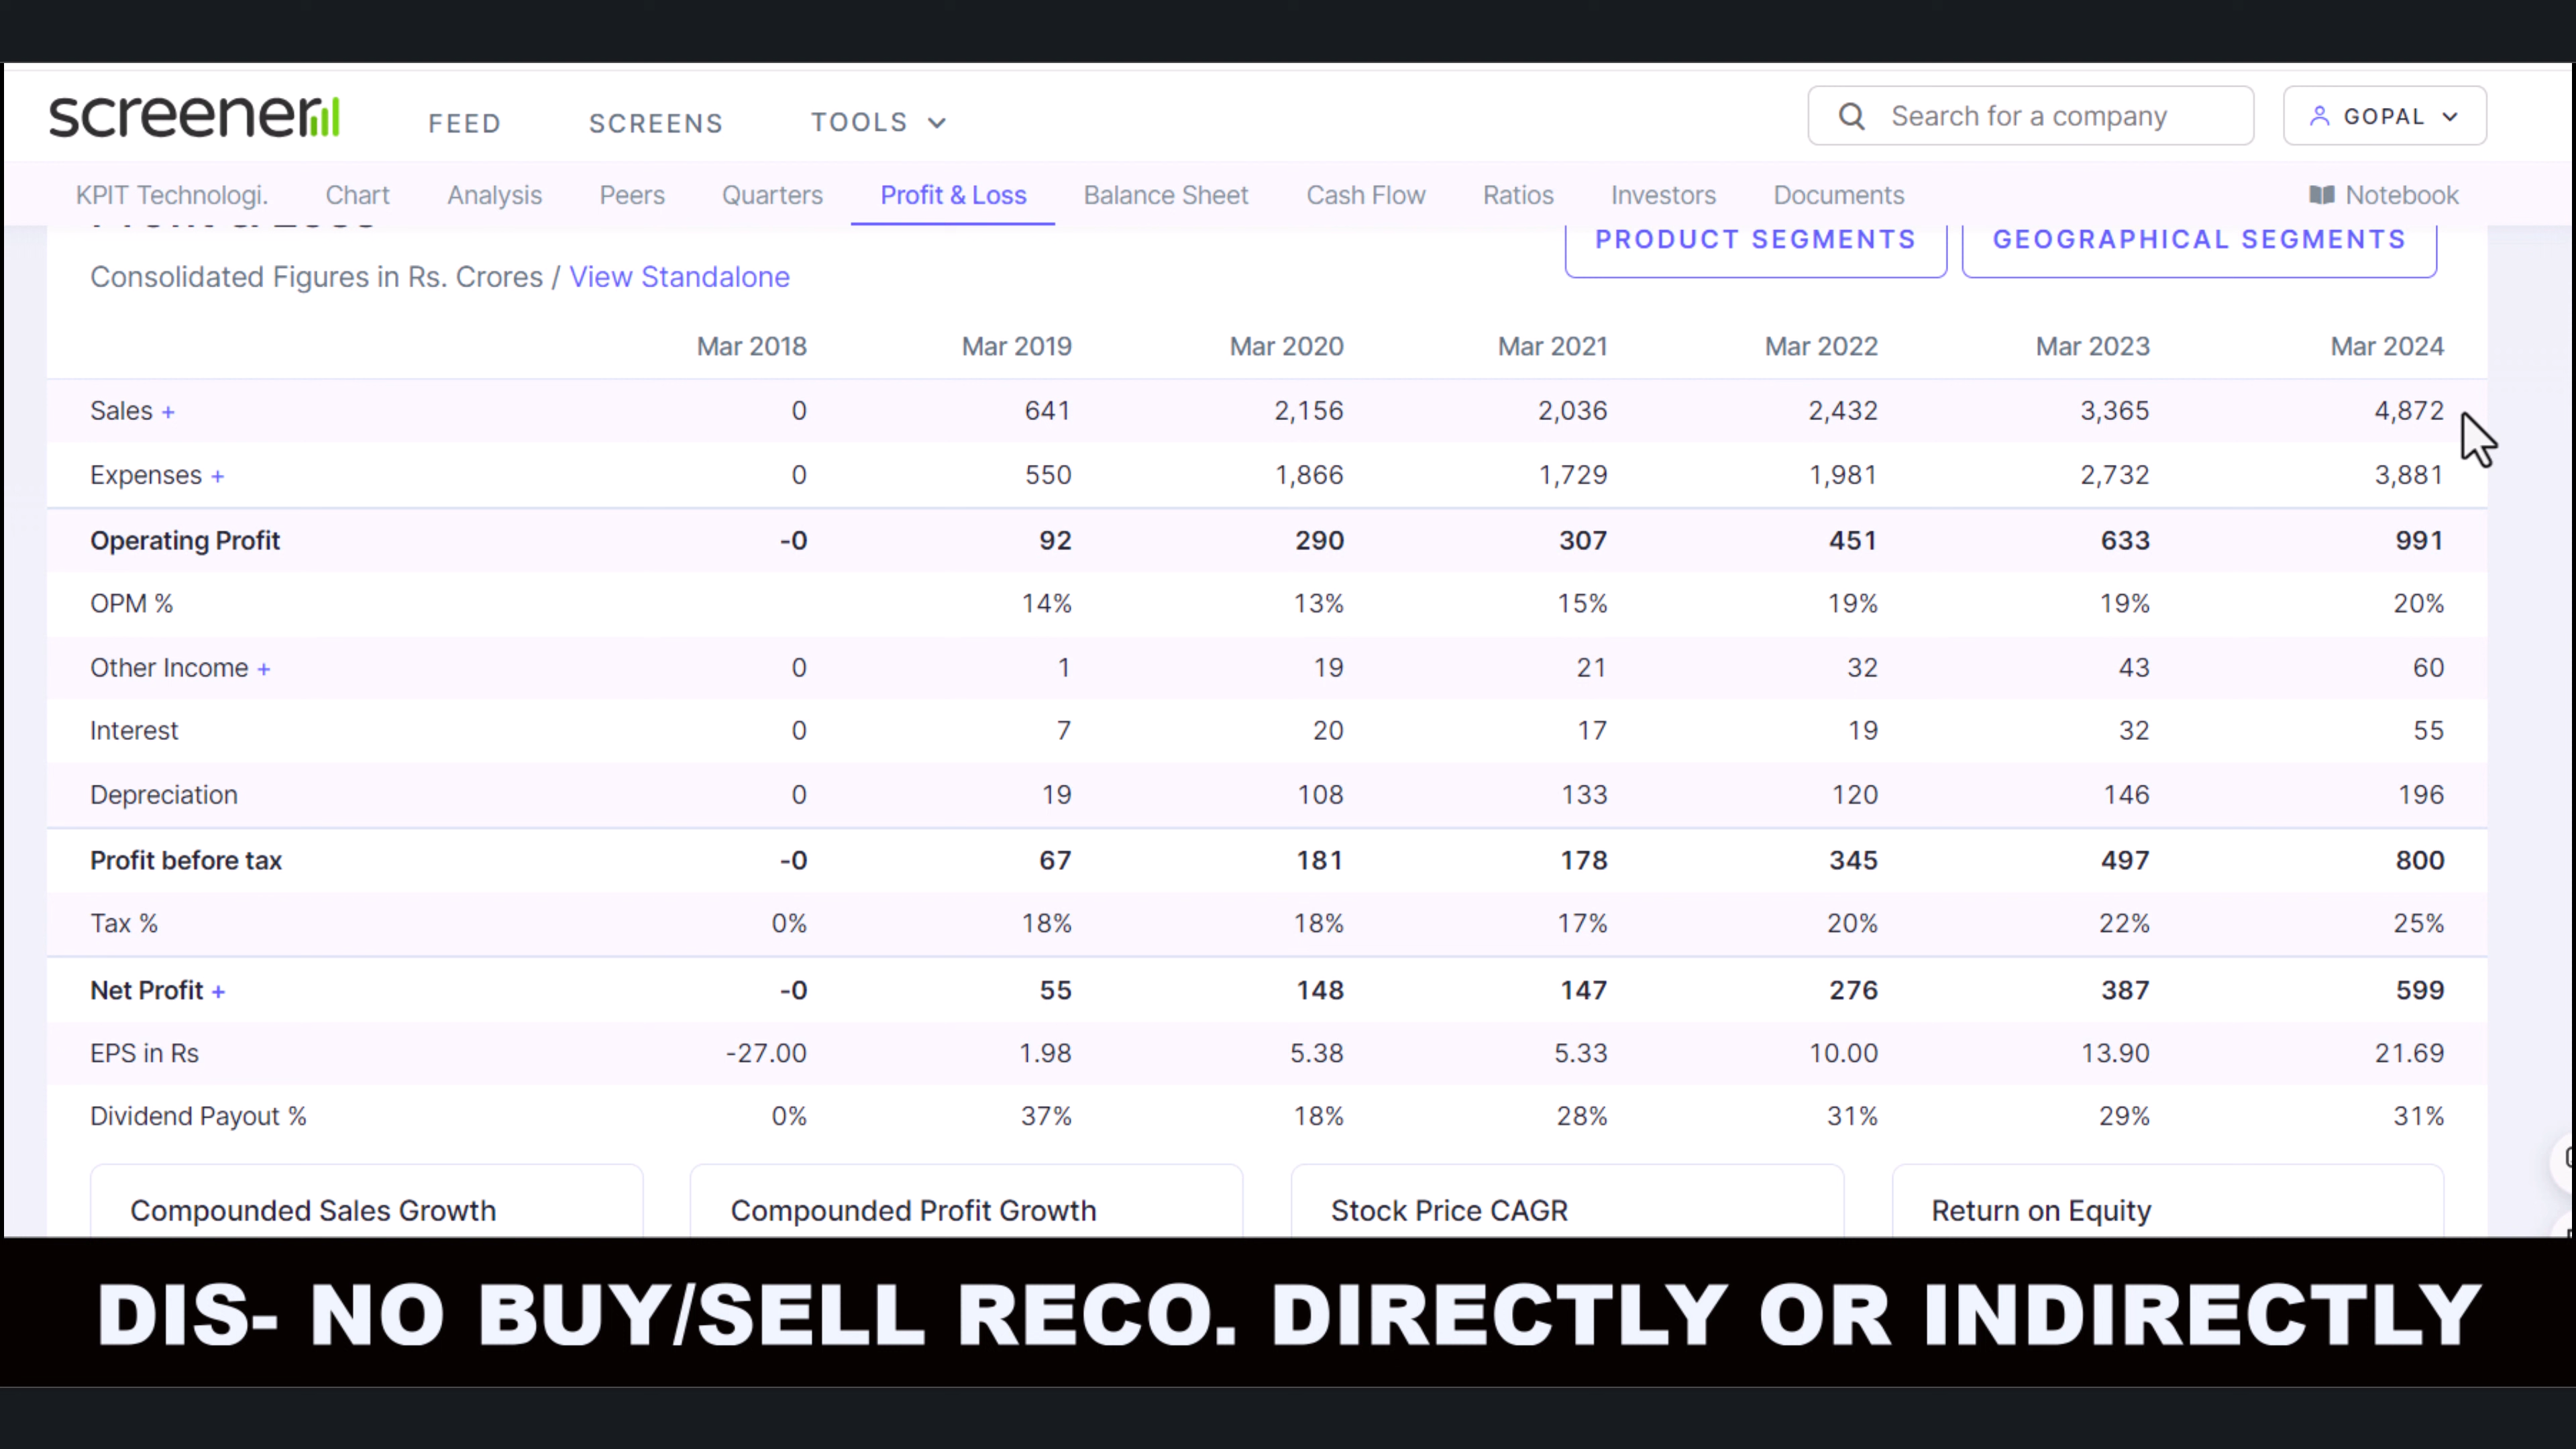 screener FEED SCREENS TOOLS Search for a company GOPAL
KPIT Technologi. Chart Analysis Peers Quarters Profit & Loss Balance Sheet Cash Flow Ratios Investors Documents Notebook
Profit & Loss PRODUCT SEGMENTS GEOGRAPHICAL SEGMENTS
Consolidated Figures in Rs. Crores / View Standalone
Mar 2018 Mar 2019 Mar 2020 Mar 2021 Mar 2022 Mar 2023 Mar 2024
Sales + 0 641 2,156 2,036 2,432 3,365 4,872
Expenses + 0 550 1,866 1,729 1,981 2,732 3,881
Operating Profit -0 92 290 307 451 633 991
OPM % 14% 13% 15% 19% 19% 20%
Other Income + 0 1 19 21 32 43 60
Interest 0 7 20 17 19 32 55
Depreciation 0 19 108 133 120 146 196
Profit before tax -0 67 181 178 345 497 800
Tax % 0% 18% 18% 17% 20% 22% 25%
Net Profit + -0 55 148 147 276 387 599
EPS in Rs -27.00 1.98 5.38 5.33 10.00 13.90 21.69
Dividend Payout % 0% 37% 18% 28% 31% 29% 31%
Compounded Sales Growth Compounded Profit Growth Stock Price CAGR Return on Equity
DIS- NO BUY/SELL RECO. DIRECTLY OR INDIRECTLY